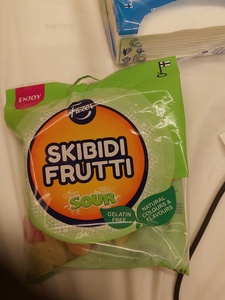 ENJOY
Fazer
SKIBIDI
FRUTTI
SOUR
GELATIN
FREE
NATURAL
COLOURS &
FLAVOURS